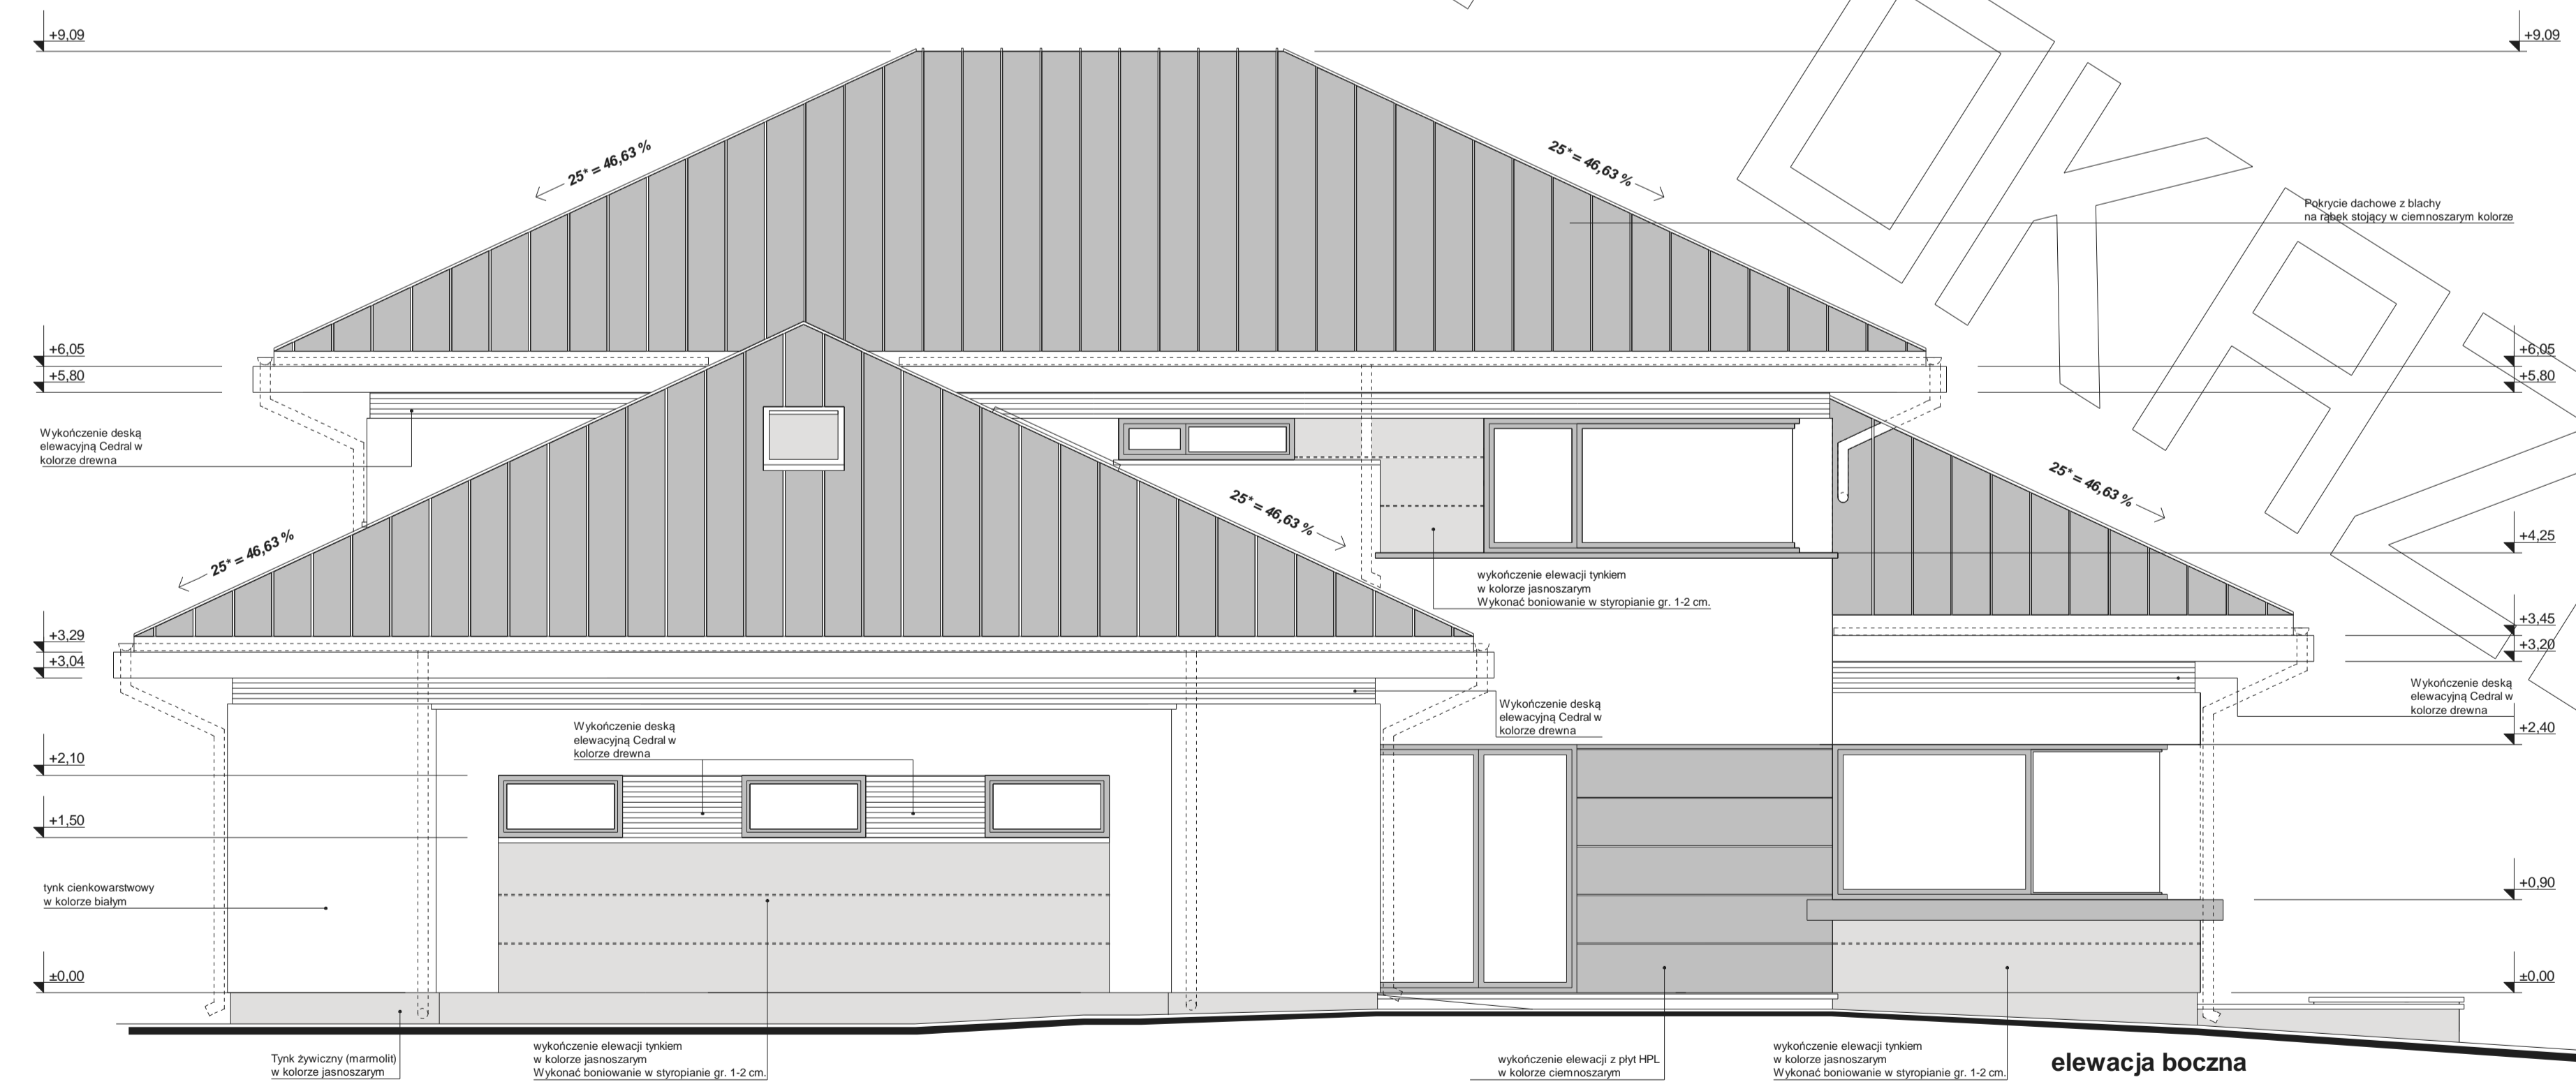 +9,09
+9,09
25° = 46,63 %
25° = 46,63 %
Pokrycie dachowe z blachy
na rąbek stojący w ciemnoszarym kolorze
+6,05
+5,80
+6,05
+5,80
Wykończenie deską
elewacyjną Cedral w
kolorze drewna
25° = 46,63 %
25° = 46,63 %
25° = 46,63 %
+4,25
wykończenie elewacji tynkiem
w kolorze jasnoszarym
Wykonać boniowanie w styropianie gr. 1-2 cm.
+3,29
+3,04
+3,45
+3,20
Wykończenie deską
elewacyjną Cedral w
kolorze drewna
Wykończenie deską
elewacyjną Cedral w
kolorze drewna
Wykończenie deską
elewacyjną Cedral w
kolorze drewna
+2,40
+2,10
+1,50
+0,90
tynk cienkowarstwowy
w kolorze białym
±0,00
±0,00
Tynk żywiczny (marmolit)
w kolorze jasnoszarym
wykończenie elewacji tynkiem
w kolorze jasnoszarym
Wykonać boniowanie w styropianie gr. 1-2 cm.
wykończenie elewacji z płyt HPL
w kolorze ciemnoszarym
wykończenie elewacji tynkiem
w kolorze jasnoszarym
Wykonać boniowanie w styropianie gr. 1-2 cm.
elewacja boczna